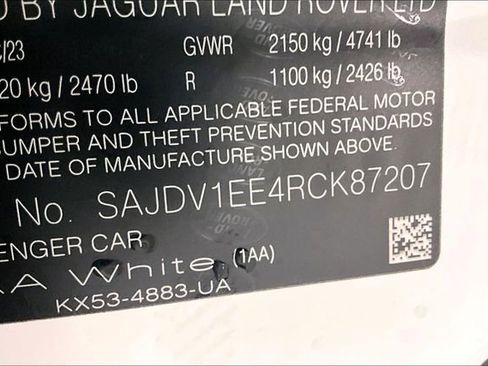 BY JAGUAR LAND ROVER LTD
/23 GVWR 2150 kg / 4741 lb
20 kg / 2470 lb R 1100 kg / 2426 lb
FORMS TO ALL APPLICABLE FEDERAL MOTOR
BUMPER AND THEFT PREVENTION STANDARDS
DATE OF MANUFACTURE SHOWN ABOVE.
No. SAJDV1EE4RCK87207
ENGER CAR
White (1AA)
KX53-4883-UA